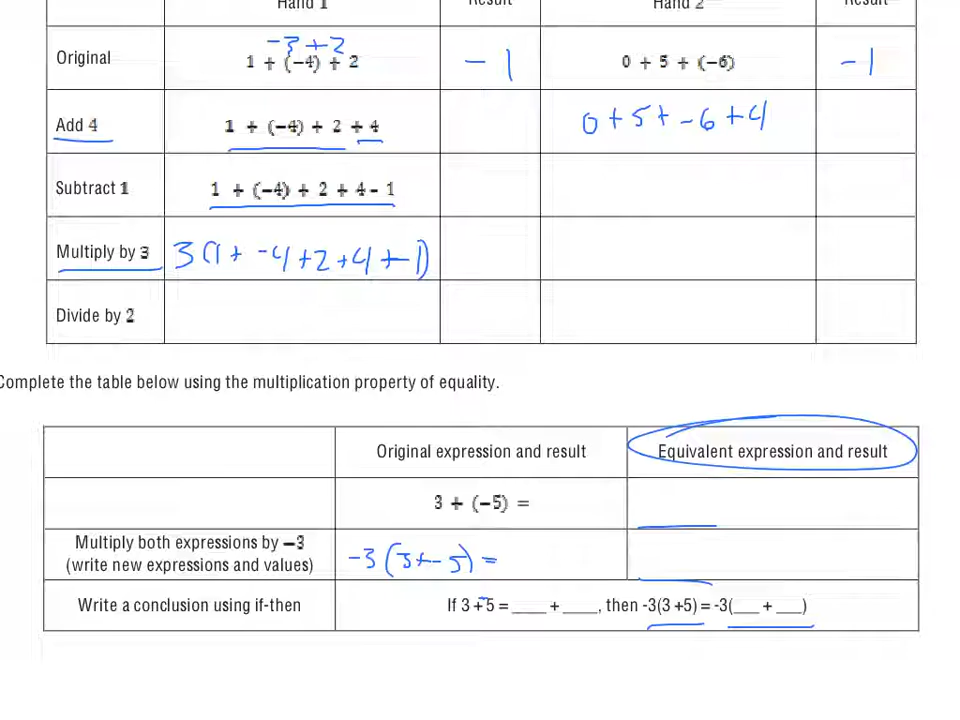 Hand 1 Result Hand 2 Result
-3 + 2
Original 1 + (-4) + 2 -1 0 + 5 + (-6) -1
Add 4 1 + (-4) + 2 + 4 0 + 5 + -6 + 4
Subtract 1 1 + (-4) + 2 + 4 - 1
Multiply by 3 3(1 + -4 + 2 + 4 + -1)
Divide by 2
Complete the table below using the multiplication property of equality.
Original expression and result Equivalent expression and result
3 + (-5) =
Multiply both expressions by -3
(write new expressions and values)
-3(3 + -5) =
Write a conclusion using if-then If 3 + -5 = ____ + ____, then -3(3 +5) = -3(___ + ___)